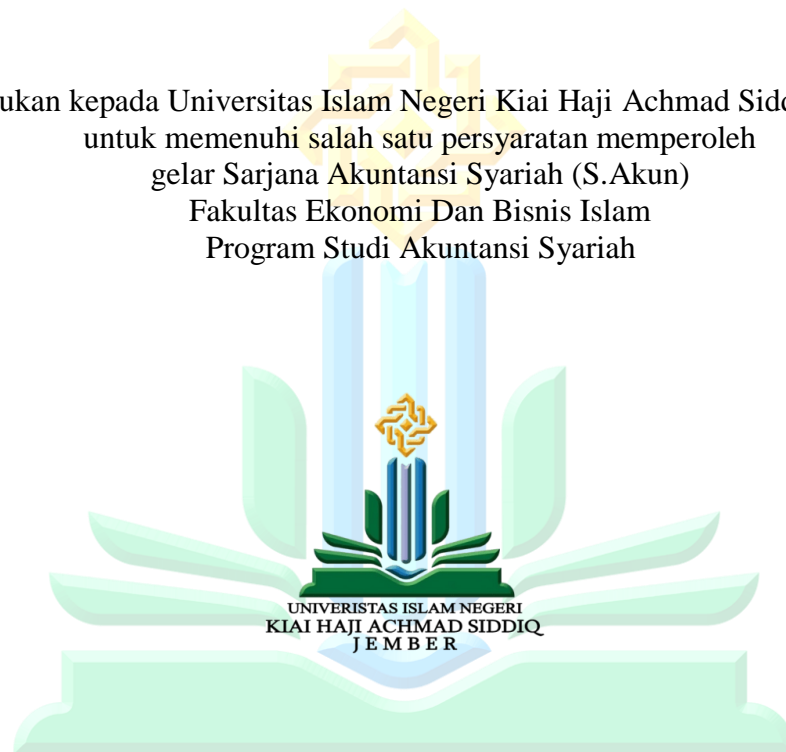 ukan kepada Universitas Islam Negeri Kiai Haji Achmad Sidd
untuk memenuhi salah satu persyaratan memperoleh
gelar Sarjana Akuntansi Syariah (S.Akun)
Fakultas Ekonomi Dan Bisnis Islam
Program Studi Akuntansi Syariah
UNIVERISTAS ISLAM NEGERI
KIAI HAJI ACHMAD SIDDIQ
JEMBER